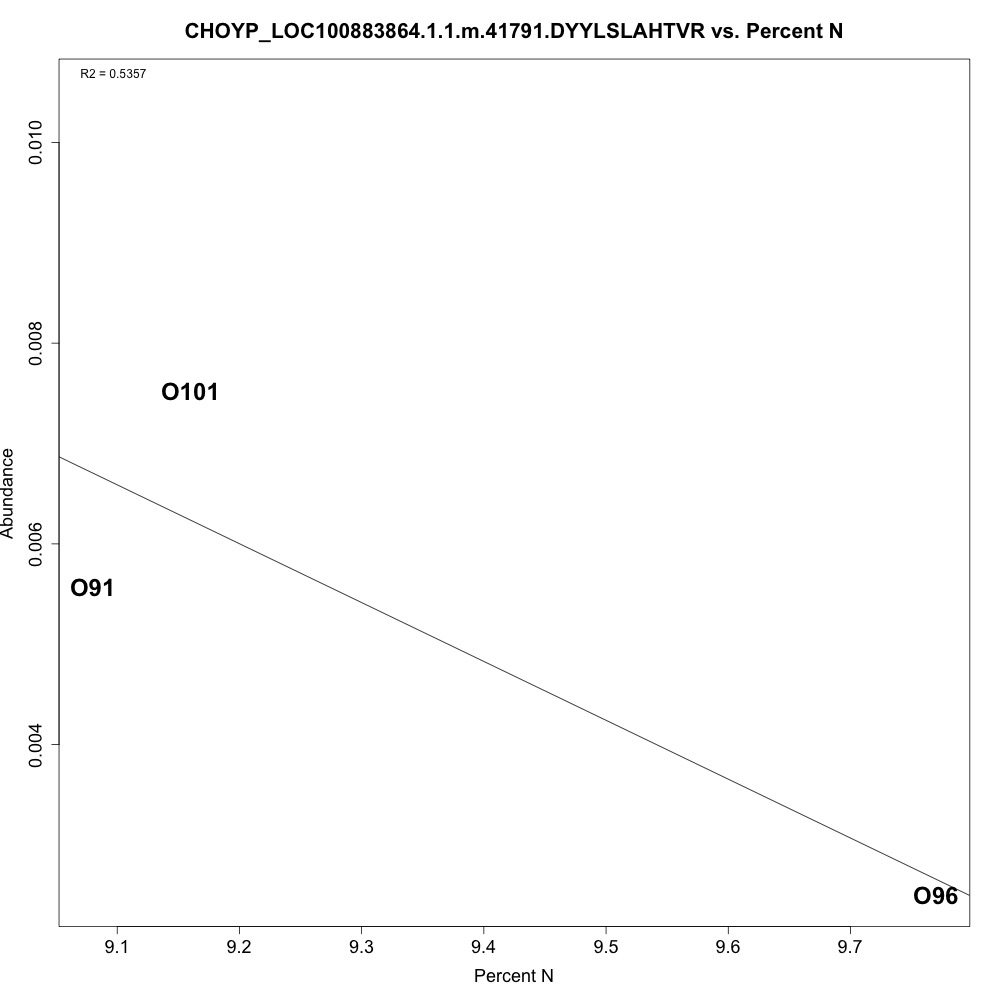 CHOYP_LOC100883864.1.1.m.41791.DYYLSLAHTVR vs. Percent N
R2 = 0.5357
0.010
0.008
O101
Abundance
0.006
O91
0.004
O96
9.1 9.2 9.3 9.4 9.5 9.6 9.7
Percent N